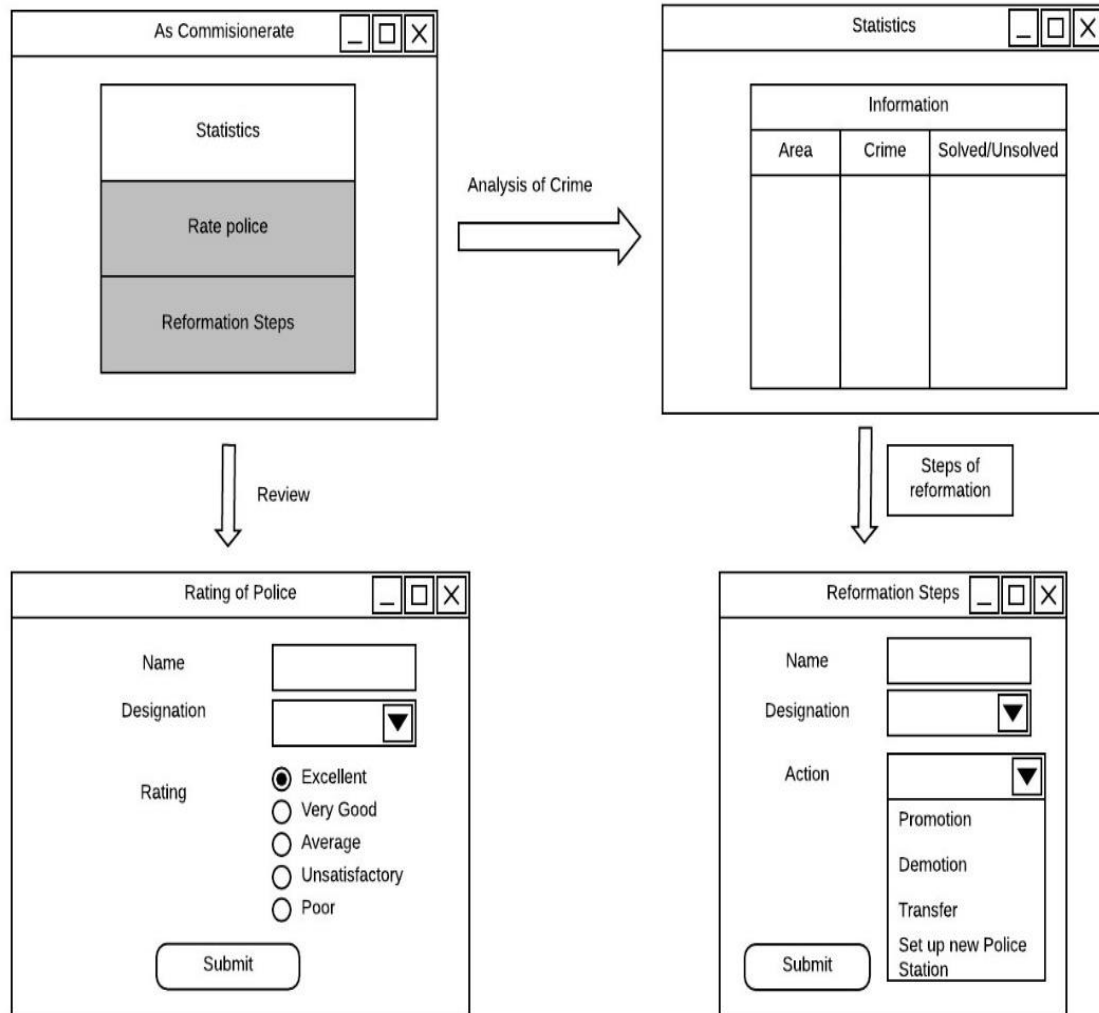 As Commisionerate
Statistics
Rate police
Reformation Steps
Analysis of Crime
Statistics
Information
Area Crime Solved/Unsolved
Review
Steps of
reformation
Rating of Police
Name
Designation
Rating
Excellent
Very Good
Average
Unsatisfactory
Poor
Submit
Reformation Steps
Name
Designation
Action
Promotion
Demotion
Transfer
Set up new Police
Station
Submit